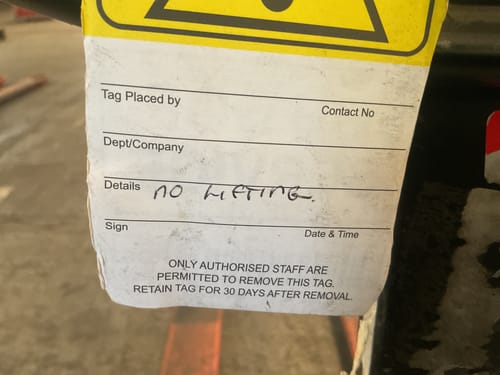 Tag Placed by Contact No
Dept/Company
Details NO LIFTING.
Sign Date & Time
ONLY AUTHORISED STAFF ARE
PERMITTED TO REMOVE THIS TAG.
RETAIN TAG FOR 30 DAYS AFTER REMOVAL.